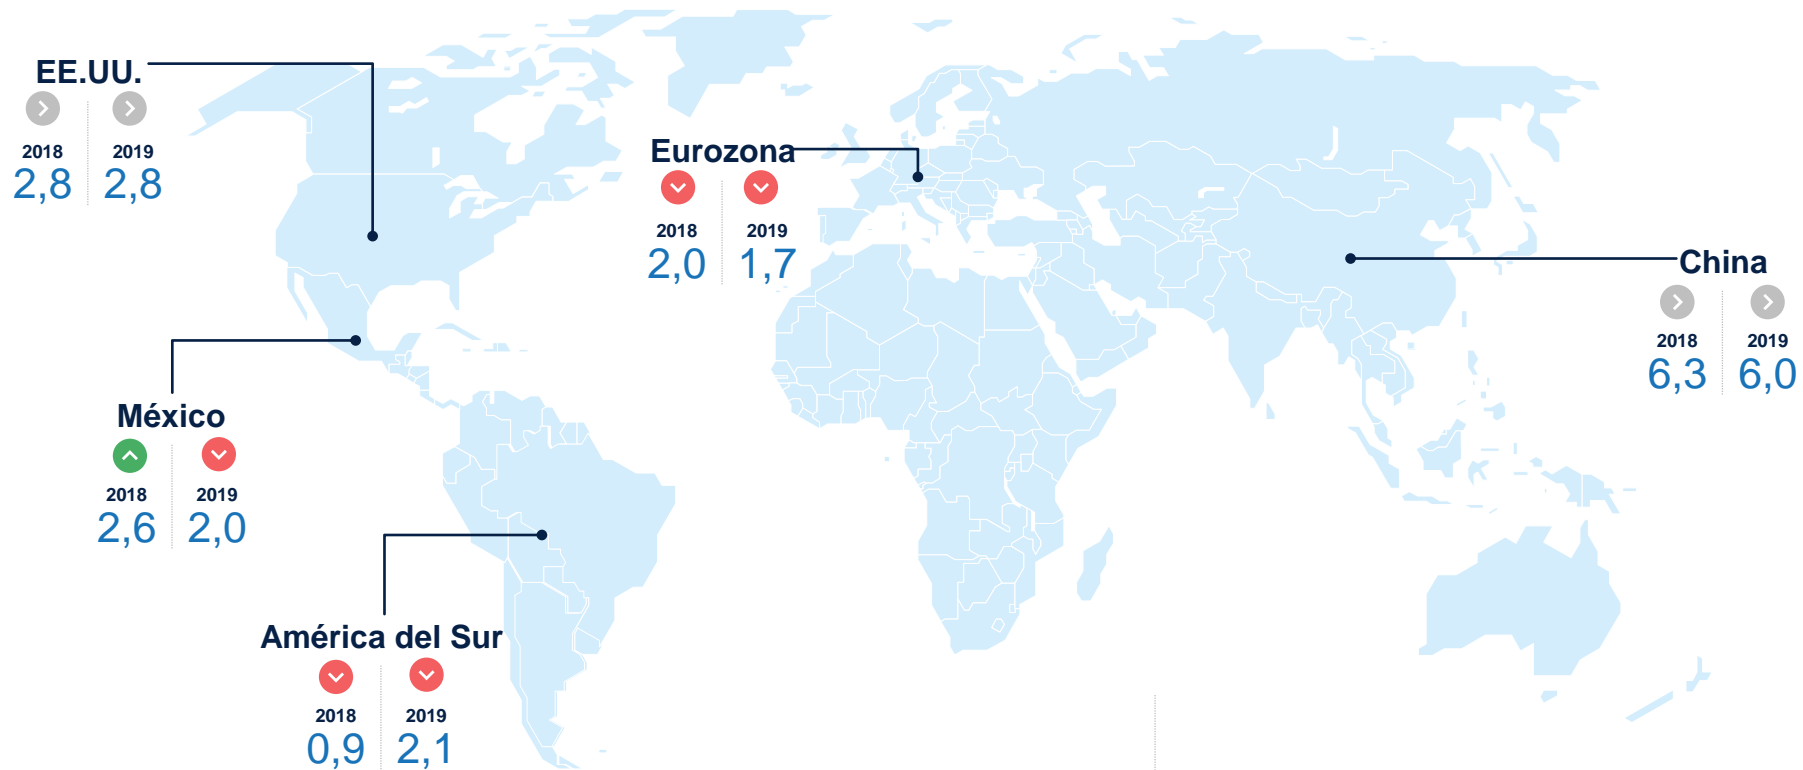 EE.UU.
2018 2019
2,8 2,8
Eurozona
2018 2019
2,0 1,7
China
2018 2019
6,3 6,0
México
2018 2019
2,6 2,0
América del Sur
2018 2019
0,9 2,1